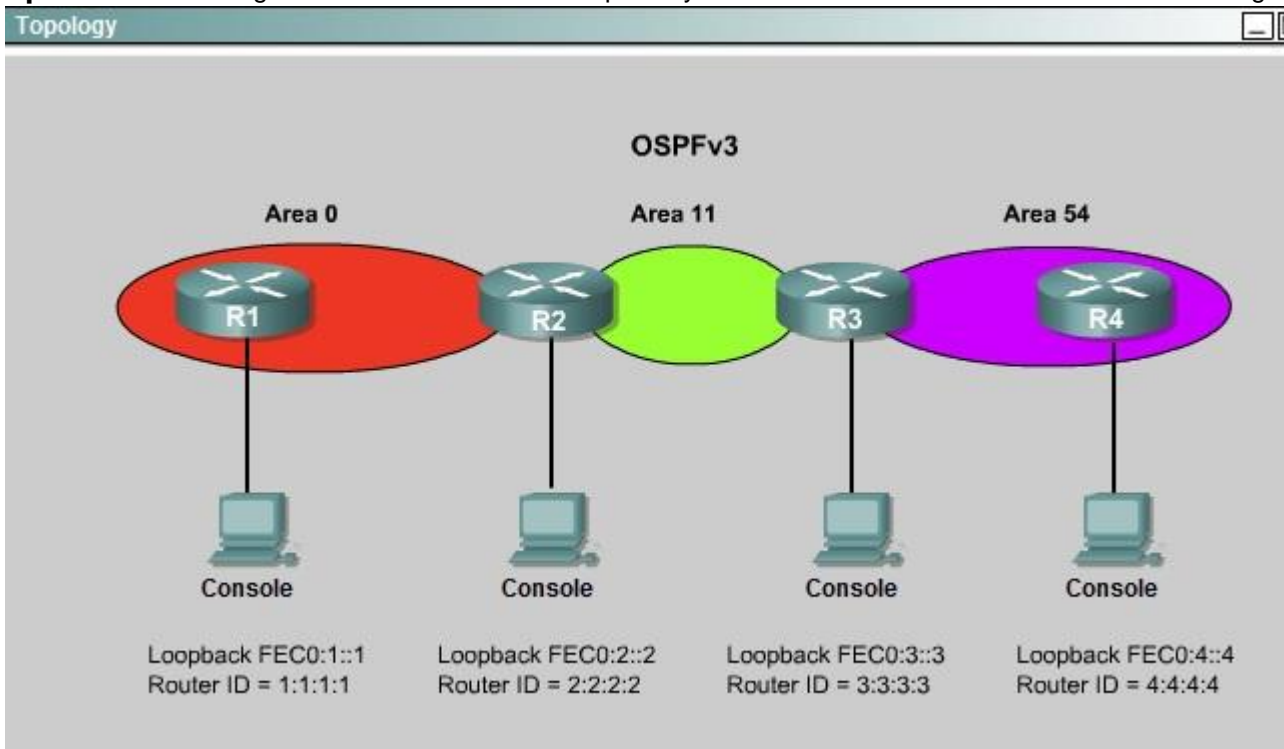 Topology
OSPFv3
Area 0 Area 11 Area 54
R1 R2 R3 R4
Console Console Console Console
Loopback FEC0:1::1 Loopback FEC0:2::2 Loopback FEC0:3::3 Loopback FEC0:4::4
Router ID = 1:1:1:1 Router ID = 2:2:2:2 Router ID = 3:3:3:3 Router ID = 4:4:4:4